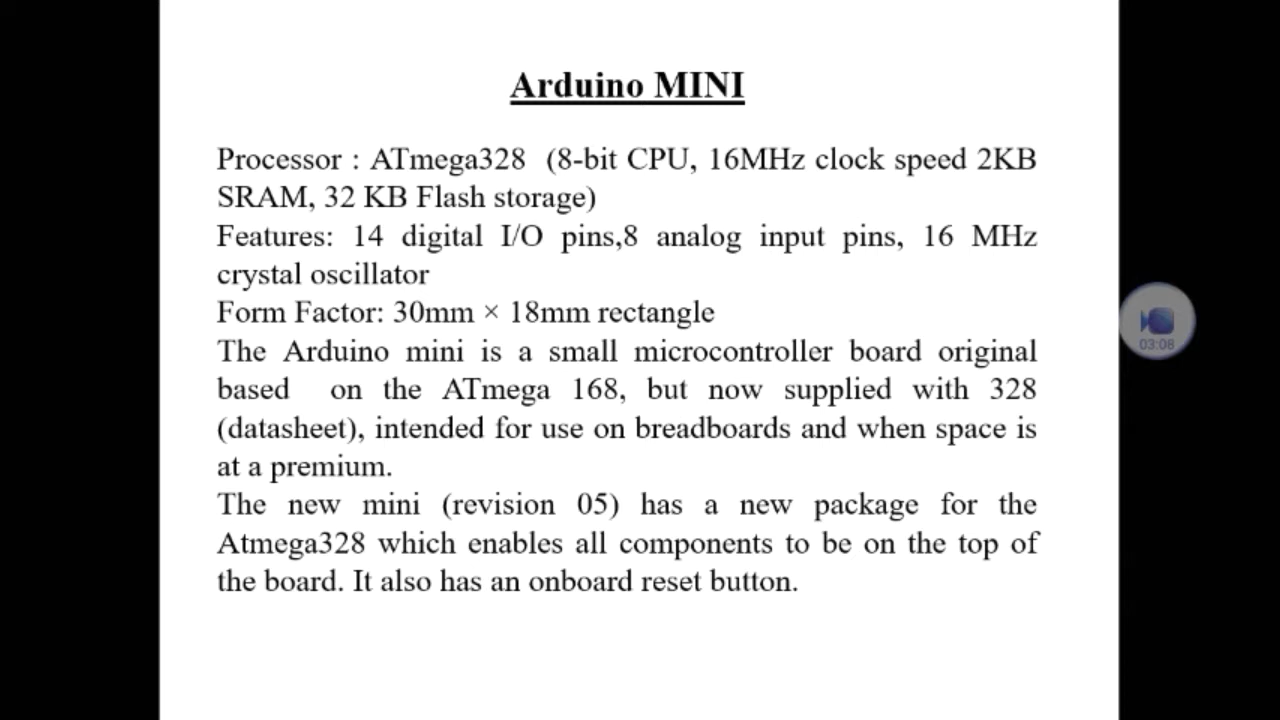 Arduino MINI
Processor : ATmega328 (8-bit CPU, 16MHz clock speed 2KB
SRAM, 32 KB Flash storage)
Features: 14 digital I/O pins,8 analog input pins, 16 MHz
crystal oscillator
Form Factor: 30mm × 18mm rectangle
The Arduino mini is a small microcontroller board original
based on the ATmega 168, but now supplied with 328
(datasheet), intended for use on breadboards and when space is
at a premium.
The new mini (revision 05) has a new package for the
Atmega328 which enables all components to be on the top of
the board. It also has an onboard reset button.
03:08